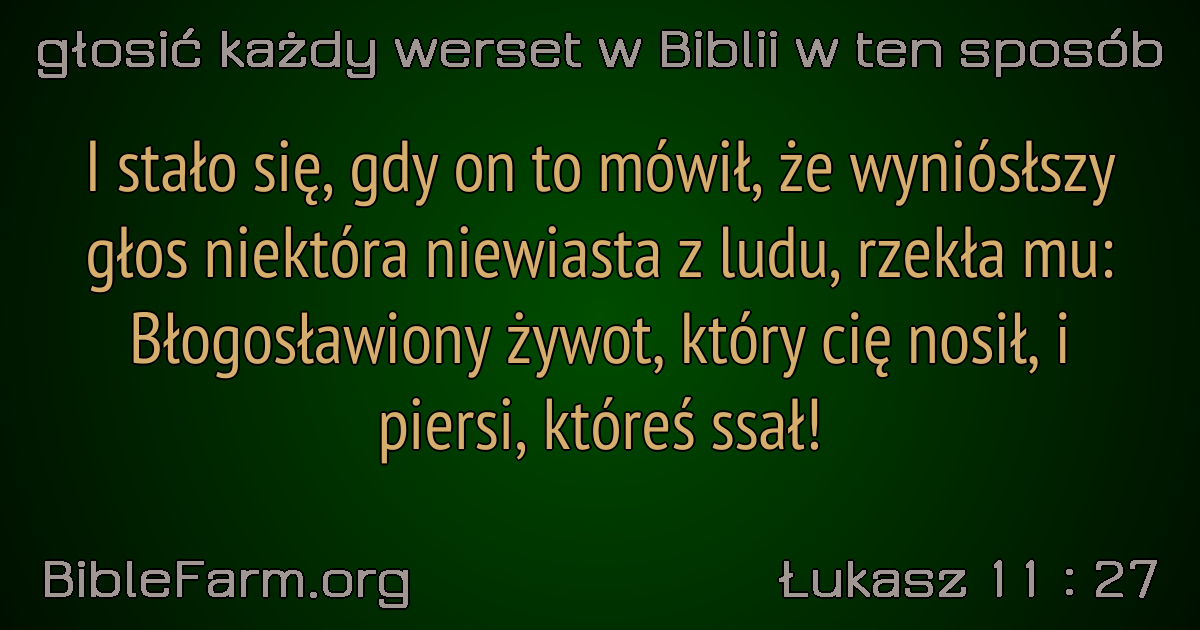 głosić każdy werset w Biblii w ten sposób
I stało się, gdy on to mówił, że wyniósłszy
głos niektóra niewiasta z ludu, rzekła mu:
Błogosławiony żywot, który cię nosił, i
piersi, któreś ssał!
BibleFarm.org
Łukasz 11 : 27